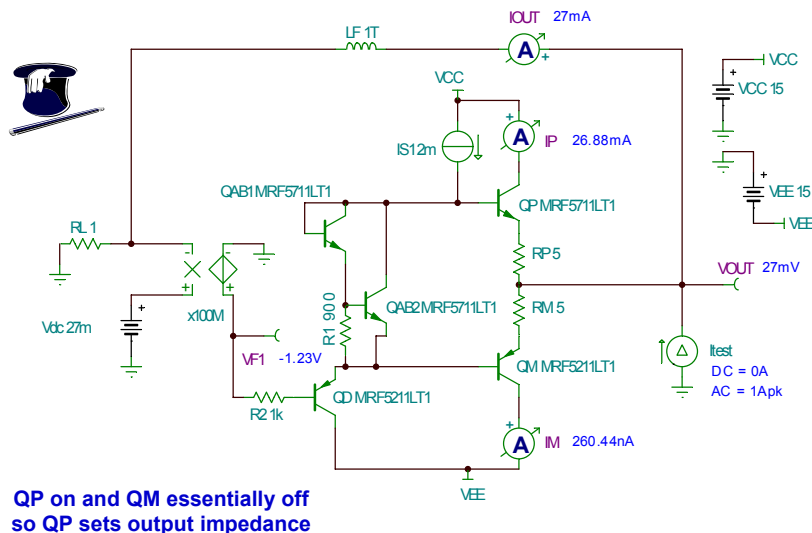 IOUT 27mA
LF 1T
A
+
VCC
IS1 2m
+
A
IP 26.88mA
+
VCC
VCC 15
+
VEE 15
VEE
QAB1 MRF5711LT1
QP MRF5711LT1
RL 1
RP 5
VOUT 27mV
- -
+ +
x100M
QAB2 MRF5711LT1
R1 900
RM 5
+
Vdc 27m
VF1 -1.23V
Itest
DC = 0A
AC = 1Apk
QM MRF5211LT1
QD MRF5211LT1
R2 1k
+
A
IM 260.44nA
VEE
QP on and QM essentially off
so QP sets output impedance